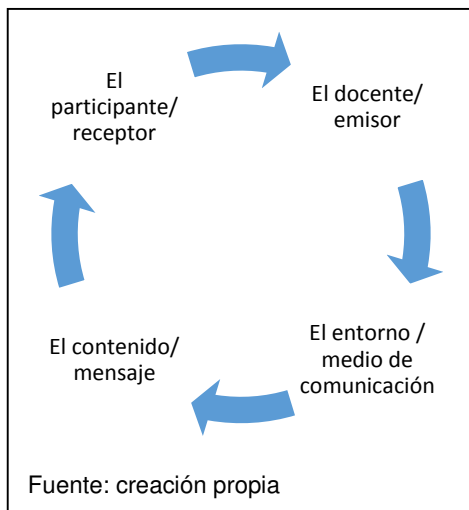 El
participante/
receptor
El docente/
emisor
El entorno /
medio de
comunicación
El contenido/
mensaje
Fuente: creación propia